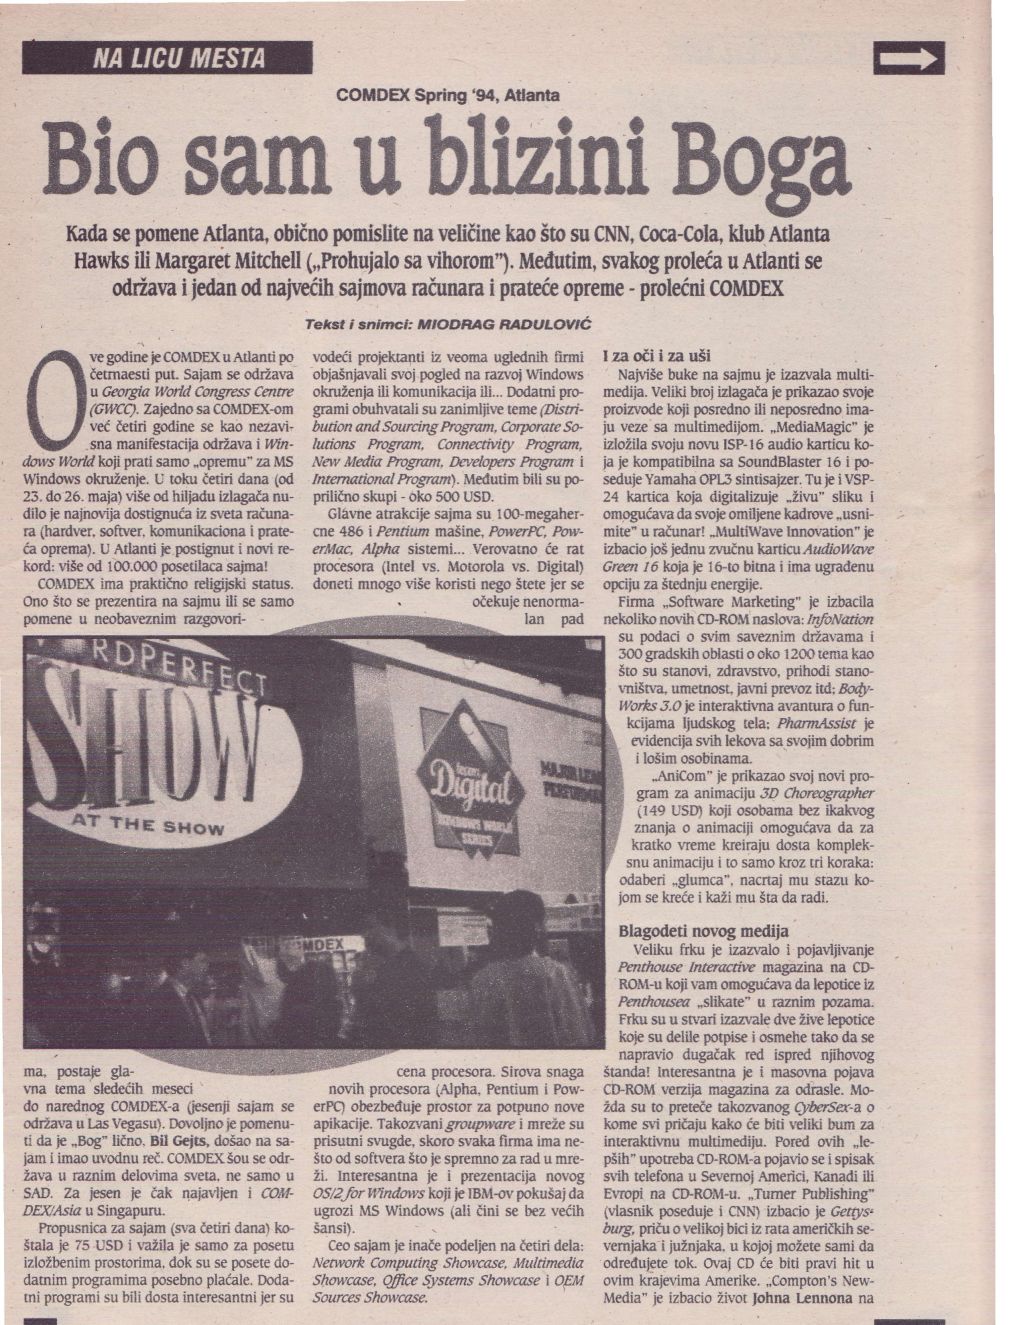 NA LICU MESTA
COMDEX Spring '94, Atlanta
Bio sam u blizini Boga
Kada se pomene Atlanta, obično pomislite na veličine kao što su CNN, Coca-Cola, klub Atlanta
Hawks ili Margaret Mitchell („Prohujalo sa vihorom”). Međutim, svakog proleća u Atlanti se
održava i jedan od najvećih sajmova računara i prateće opreme - prolećni COMDEX
Tekst i snimci: MIODRAG RADULOVIĆ
Ove godine je COMDEX u Atlanti po
četrnaesti put. Sajam se održava
u Georgia World Congress Centre
(GWCC). Zajedno sa COMDEX-om
već četiri godine se kao nezavi-
sna manifestacija održava i Win-
dows World koji prati samo „opremu” za MS
Windows okruženje. U toku četiri dana (od
23. do 26. maja) više od hiljadu izlagača nu-
dilo je najnovija dostignuća iz sveta računa-
ra (hardver, softver, komunikaciona i prate-
ća oprema). U Atlanti je postignut i novi re-
kord: više od 100.000 posetilaca sajma!
COMDEX ima praktično religijski status.
Ono što se prezentira na sajmu ili se samo
pomene u neobaveznim razgovori-
ma, postaje gla-
vna tema sledećih meseci
do narednog COMDEX-a (jesenji sajam se
održava u Las Vegasu). Dovoljno je pomenu-
ti da je „Bog” lično, Bil Gejts, došao na sa-
jam i imao uvodnu reč. COMDEX šou se odr-
žava u raznim delovima sveta, ne samo u
SAD. Za jesen je čak najavljen i COM-
DEX/Asia u Singapuru.
Propusnica za sajam (sva četiri dana) ko-
štala je 75 USD i važila je samo za posetu
izložbenim prostorima, dok su se posete do-
datnim programima posebno plaćale. Doda-
tni programi su bili dosta interesantni jer su
vodeći projektanti iz veoma uglednih firmi
objašnjavali svoj pogled na razvoj Windows
okruženja ili komunikacija ili... Dodatni pro-
grami obuhvatali su zanimljive teme (Distri-
bution and Sourcing Program, Corporate So-
lutions Program, Connectivity Program,
New Media Program, Developers Program i
International Program). Međutim bili su po-
prilično skupi - oko 500 USD.
Glavne atrakcije sajma su 100-megaher-
cne 486 i Pentium mašine, PowerPC, Pow-
erMac, Alpha sistemi... Verovatno će rat
procesora (Intel vs. Motorola vs. Digital)
doneti mnogo više koristi nego štete jer se
očekuje nenorma-
lan pad
cena procesora. Sirova snaga
novih procesora (Alpha, Pentium i Pow-
erPC) obezbeđuje prostor za potpuno nove
apikacije. Takozvani groupware i mreže su
prisutni svugde, skoro svaka firma ima ne-
što od softvera što je spremno za rad u mre-
ži. Interesantna je i prezentacija novog
OS/2 for Windows koji je IBM-ov pokušaj da
ugrozi MS Windows (ali čini se bez većih
šansi).
Ceo sajam je inače podeljen na četiri dela:
Network Computing Showcase, Multimedia
Showcase, Office Systems Showcase i OEM
Sources Showcase.
I za oči i za uši
Najviše buke na sajmu je izazvala multi-
medija. Veliki broj izlagača je prikazao svoje
proizvode koji posredno ili neposredno ima-
ju veze sa multimedijom. „MediaMagic” je
izložila svoju novu ISP-16 audio karticu ko-
ja je kompatibilna sa SoundBlaster 16 i po-
seduje Yamaha OPL3 sintisajzer. Tu je i VSP-
24 kartica koja digitalizuje „živu” sliku i
omogućava da svoje omiljene kadrove „usni-
mite” u računar! „MultiWave Innovation” je
izbacio još jednu zvučnu karticu AudioWave
Green 16 koja je 16-to bitna i ima ugrađenu
opciju za štednju energije.
Firma „Software Marketing” je izbacila
nekoliko novih CD-ROM naslova: InfoNation
su podaci o svim saveznim državama i
300 gradskih oblasti o oko 1200 tema kao
što su stanovi, zdravstvo, prihodi stano-
vništva, umetnost, javni prevoz itd; Body-
Works 3.0 je interaktivna avantura o fun-
kcijama ljudskog tela; PharmAssist je
evidencija svih lekova sa svojim dobrim
i lošim osobinama.
„AniCom” je prikazao svoj novi pro-
gram za animaciju 3D Choreographer
(149 USD) koji osobama bez ikakvog
znanja o animaciji omogućava da za
kratko vreme kreiraju dosta komplek-
snu animaciju i to samo kroz tri koraka:
odaberi „glumca”, nacrtaj mu stazu ko-
jom se kreće i kaži mu šta da radi.
Blagodeti novog medija
Veliku frku je izazvalo i pojavljivanje
Penthouse Interactive magazina na CD-
ROM-u koji vam omogućava da lepotice iz
Penthousea „slikate” u raznim pozama.
Frku su u stvari izazvale dve žive lepotice
koje su delile potpise i osmehe tako da se
napravio dugačak red ispred njihovog
štanda! Interesantna je i masovna pojava
CD-ROM verzija magazina za odrasle. Mo-
žda su to preteče takozvanog CyberSex-a o
kome svi pričaju kako će biti veliki bum za
interaktivnu multimediju. Pored ovih „le-
pših” upotreba CD-ROM-a pojavio se i spisak
svih telefona u Severnoj Americi, Kanadi ili
Evropi na CD-ROM-u. „Turner Publishing”
(vlasnik poseduje i CNN) izbacio je Gettys-
burg, priču o velikoj bici iz rata američkih se-
vernjaka i južnjaka, u kojoj možete sami da
određujete tok. Ovaj CD će biti pravi hit u
ovim krajevima Amerike. „Compton's New-
Media” je izbacio život Johna Lennona na
RDPERFECT
SHOW
AT THE SHOW
Digital
WINDOWS WORLD
SERIES
MAJOR LEA
PERFORMA
MDEX